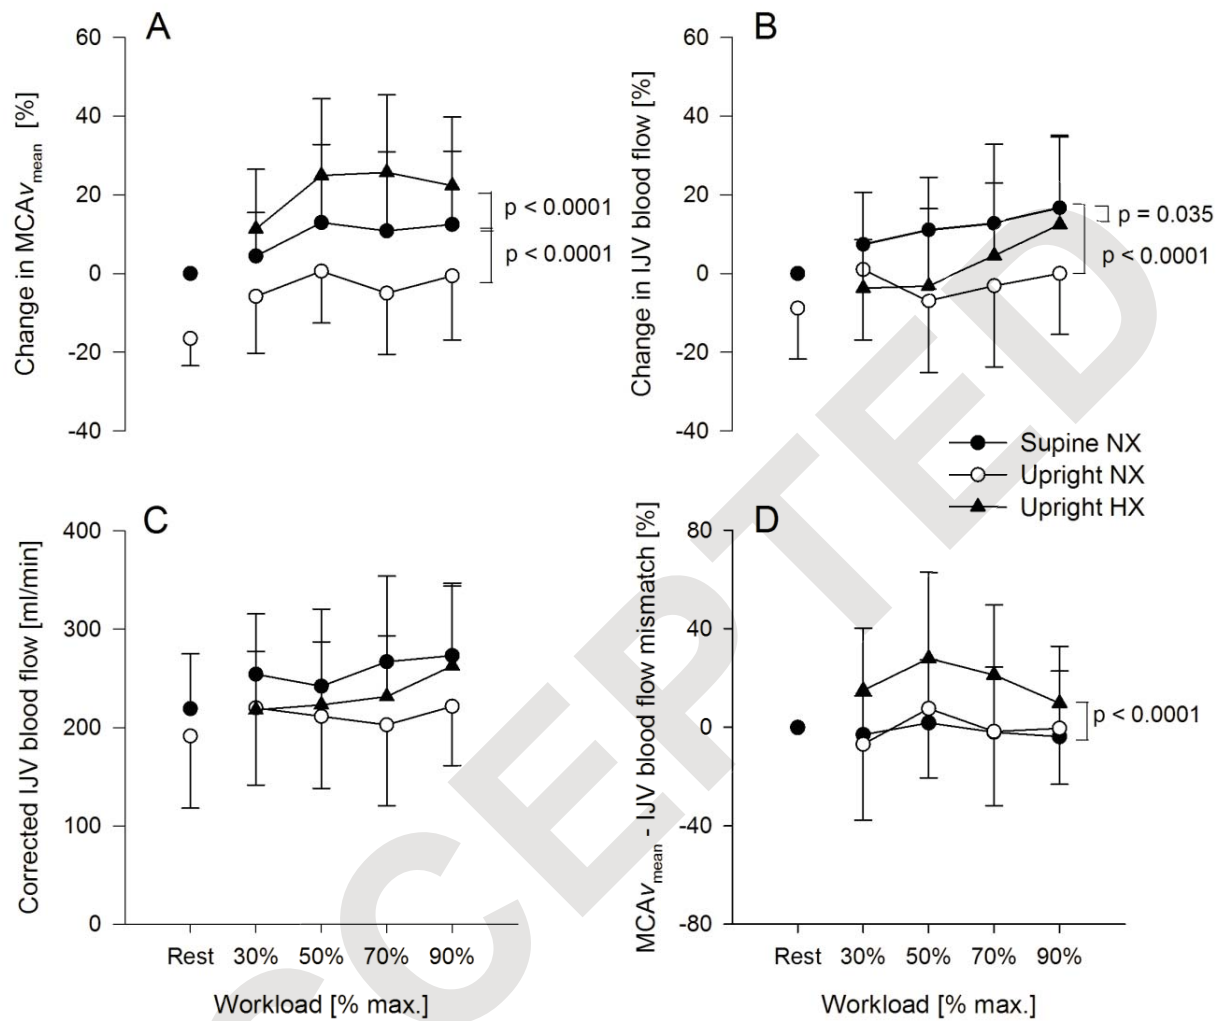 A
B
60
40
20
0
-20
-40
Change in MCAvmean [%]
p < 0.0001
p < 0.0001
60
40
20
0
-20
-40
Change in IJV blood flow [%]
p = 0.035
p < 0.0001
Supine NX
Upright NX
Upright HX
C
D
400
300
200
100
0
Corrected IJV blood flow [ml/min]
Rest 30% 50% 70% 90%
Workload [% max.]
80
40
0
-40
-80
MCAvmean - IJV blood flow mismatch [%]
p < 0.0001
Rest 30% 50% 70% 90%
Workload [% max.]
CCEPTED